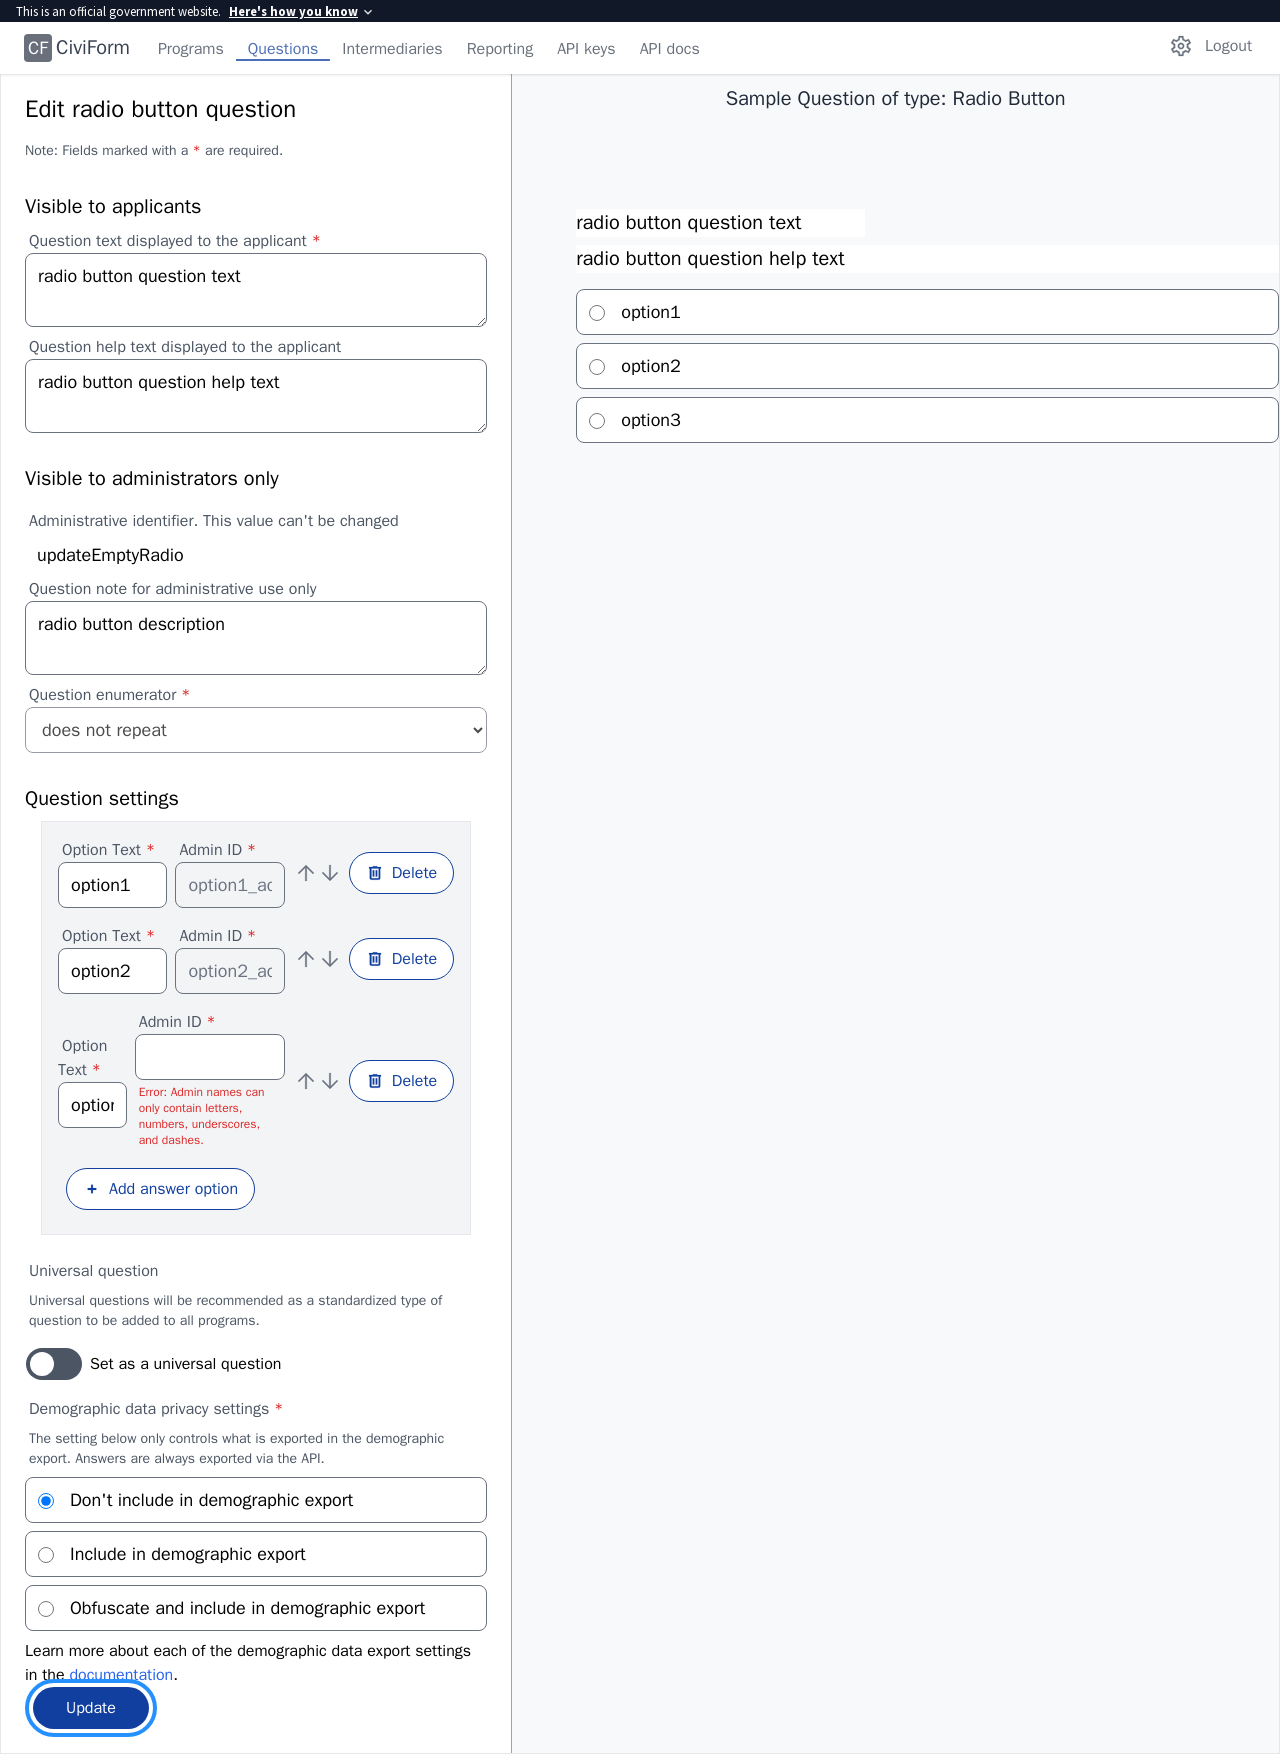 This is an official government website. Here's how you know
CF CiviForm Programs Questions Intermediaries Reporting API keys API docs Logout
Edit radio button question
Note: Fields marked with a * are required.
Visible to applicants
Question text displayed to the applicant *
radio button question text
Question help text displayed to the applicant
radio button question help text
Visible to administrators only
Administrative identifier. This value can't be changed
updateEmptyRadio
Question note for administrative use only
radio button description
Question enumerator *
does not repeat
Question settings
Option Text * Admin ID *
option1 option1_ad Delete
Option Text * Admin ID *
option2 option2_ad Delete
Admin ID *
Option
Text *
option Delete
Error: Admin names can
only contain letters,
numbers, underscores,
and dashes.
+ Add answer option
Universal question
Universal questions will be recommended as a standardized type of
question to be added to all programs.
Set as a universal question
Demographic data privacy settings *
The setting below only controls what is exported in the demographic
export. Answers are always exported via the API.
Don't include in demographic export
Include in demographic export
Obfuscate and include in demographic export
Learn more about each of the demographic data export settings
in the documentation.
Update
Sample Question of type: Radio Button
radio button question text
radio button question help text
option1
option2
option3